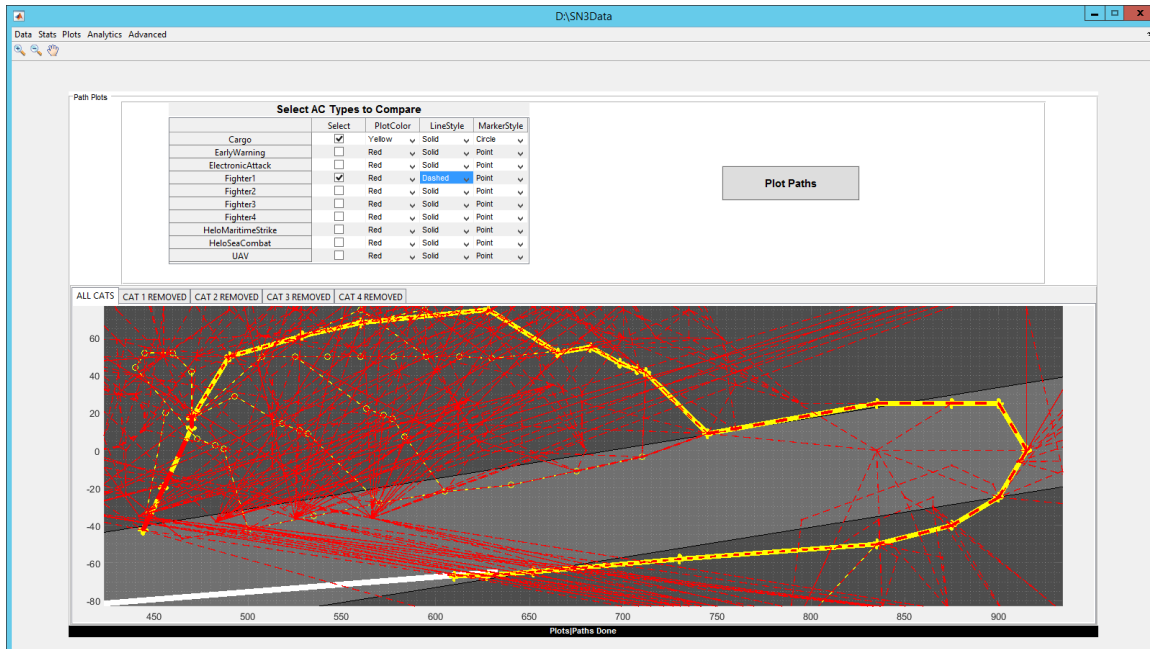 D:\SN3Data
Data Stats Plots Analytics Advanced
Path Plots
Select AC Types to Compare
Select PlotColor LineStyle MarkerStyle
Cargo Yellow Solid Circle
EarlyWarning Red Solid Point
ElectronicAttack Red Solid Point
Fighter1 Red Dashed Point
Fighter2 Red Solid Point
Fighter3 Red Solid Point
Fighter4 Red Solid Point
HeloMaritimeStrike Red Solid Point
HeloSeaCombat Red Solid Point
UAV Red Solid Point
Plot Paths
ALL CATS CAT 1 REMOVED CAT 2 REMOVED CAT 3 REMOVED CAT 4 REMOVED
60
40
20
0
-20
-40
-60
-80
450 500 550 600 650 700 750 800 850 900
Plots|Paths Done